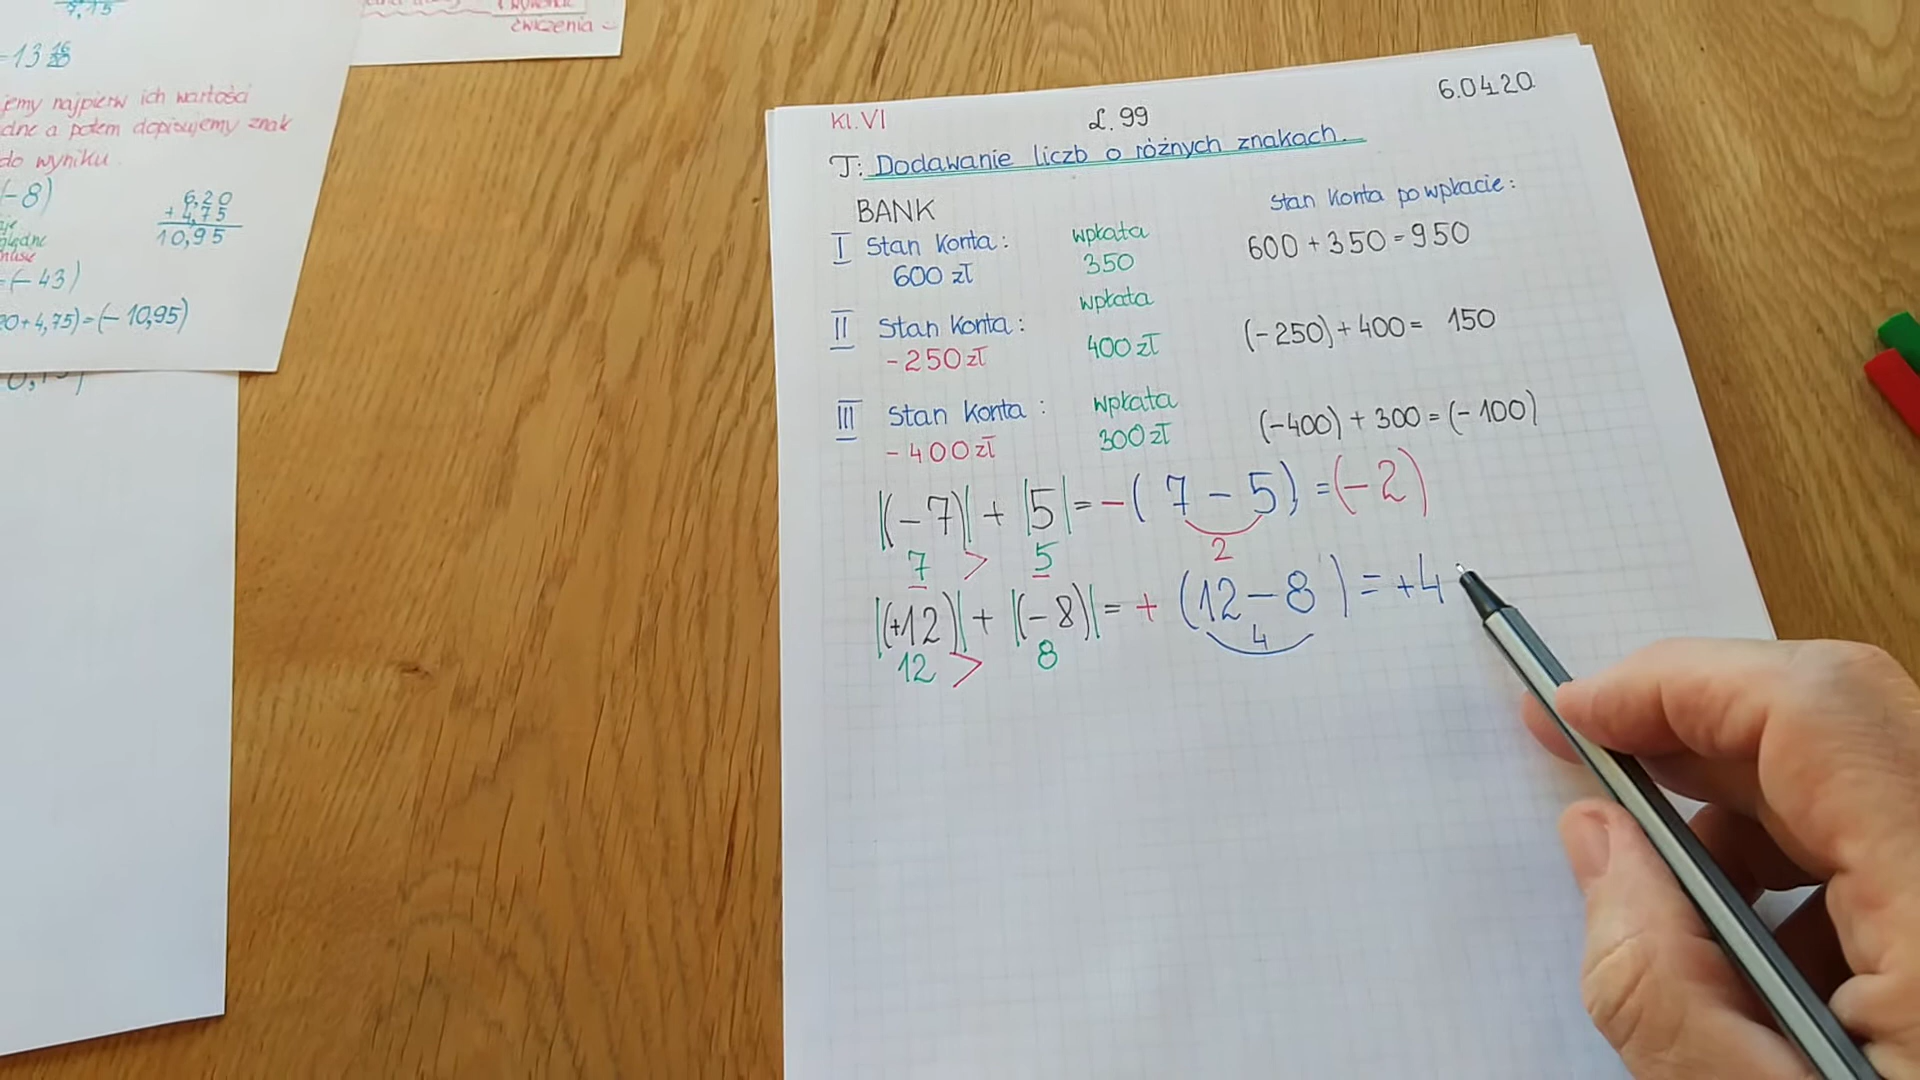 7,15
=13
jemy najpierw ich wartości
dne a potem dopisujemy znak
do wyniku.
(-8)
6,20
+ 4,75
10,95
=(-43)
20+4,75)=(-10,95)
ćwiczenia
Kl.VI
L. 99
6.04.20
T: Dodawanie liczb o różnych znakach.
BANK
Stan konta po wpłacie:
I Stan konta: wpłata
600 zł 350
600 + 350 = 950
wpłata
II Stan konta:
-250 zł 400 zł
(-250) + 400 = 150
III Stan konta: wpłata
-400 zł 300 zł
(-400) + 300 = (-100)
|(-7)| + |5| = -(7 - 5) = (-2)
7 > 5 2
|(+12)| + |(-8)| = + (12 - 8) = +4
12 > 8 4